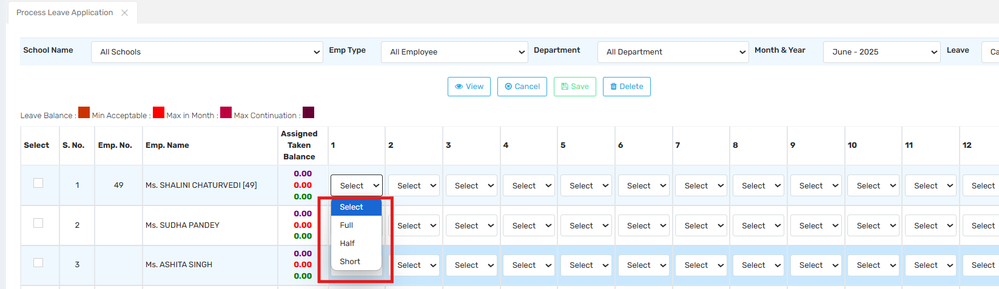 Process Leave Application
School Name All Schools Emp Type All Employee Department All Department Month & Year June - 2025 Leave Ca
View Cancel Save Delete
Leave Balance : Min Acceptable : Max in Month : Max Continuation :
Select S. No. Emp. No. Emp. Name Assigned Taken Balance 1 2 3 4 5 6 7 8 9 10 11 12
0.00
1 49 Ms. SHALINI CHATURVEDI [49] 0.00 Select Select Select Select Select Select Select Select Select Select Select Select
0.00
Select
Full
Half
Short
0.00
2 Ms. SUDHA PANDEY 0.00 Select Select Select Select Select Select Select Select Select Select Select
0.00
0.00
3 Ms. ASHITA SINGH 0.00 Select Select Select Select Select Select Select Select Select Select Select
0.00